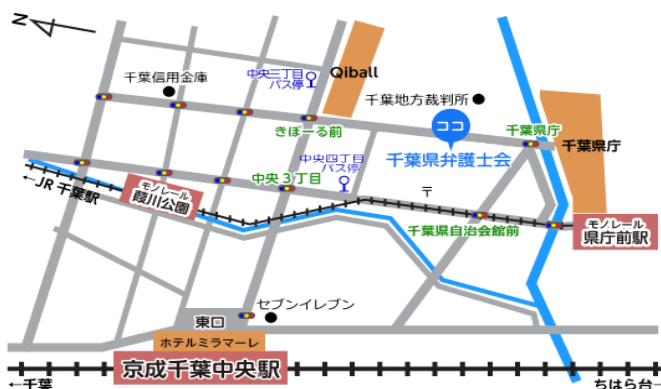 N
千葉信用金庫
中央三丁目
バス停
Qiball
千葉地方裁判所
ココ
千葉県庁
千葉県庁
きぼーる前
千葉県弁護士会
中央四丁目
バス停
中央３丁目
←JR 千葉駅
モノレール
葭川公園
〒
千葉県自治会館前
モノレール
県庁前駅
セブンイレブン
東口
ホテルミラマーレ
京成千葉中央駅
←千葉
ちはら台→